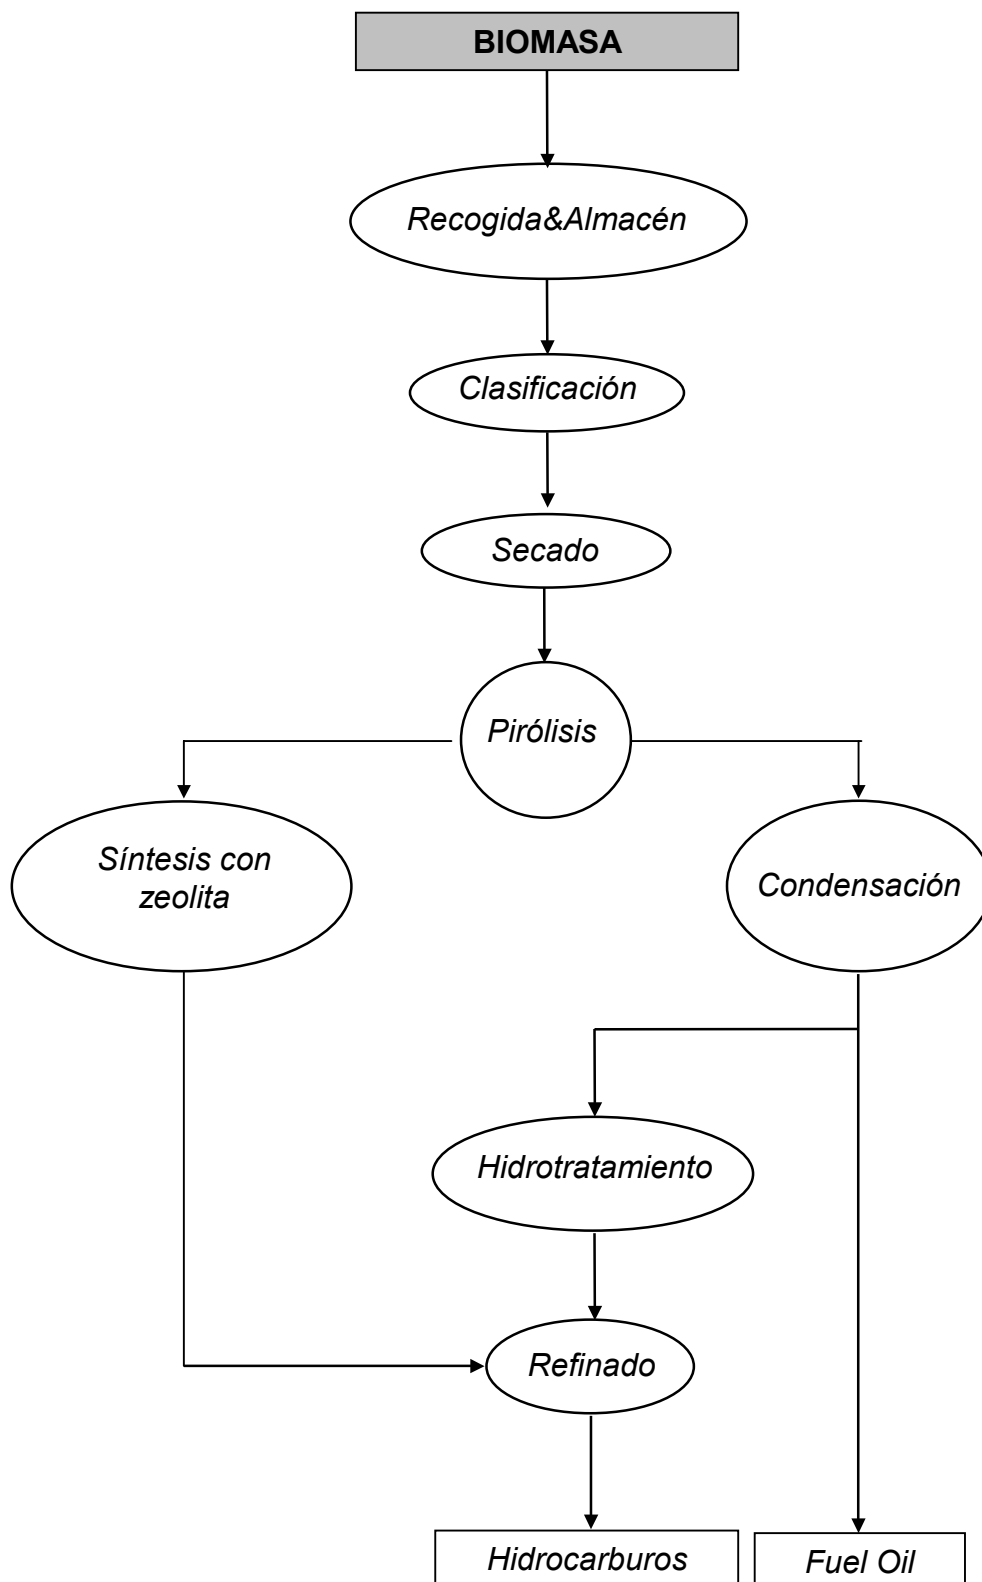 BIOMASA
Recogida&Almacén
Clasificación
Secado
Pirólisis
Síntesis con
zeolita
Condensación
Hidrotratamiento
Refinado
Hidrocarburos
Fuel Oil